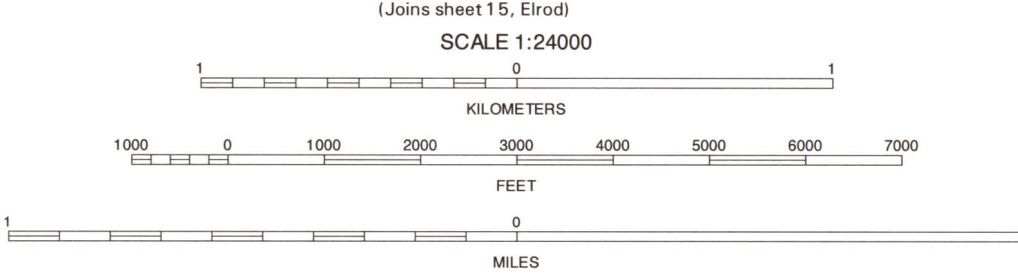 (Joins sheet 15, Elrod)
SCALE 1:24000
1 0 1
KILOMETERS
1000 0 1000 2000 3000 4000 5000 6000 7000
FEET
1 0
MILES